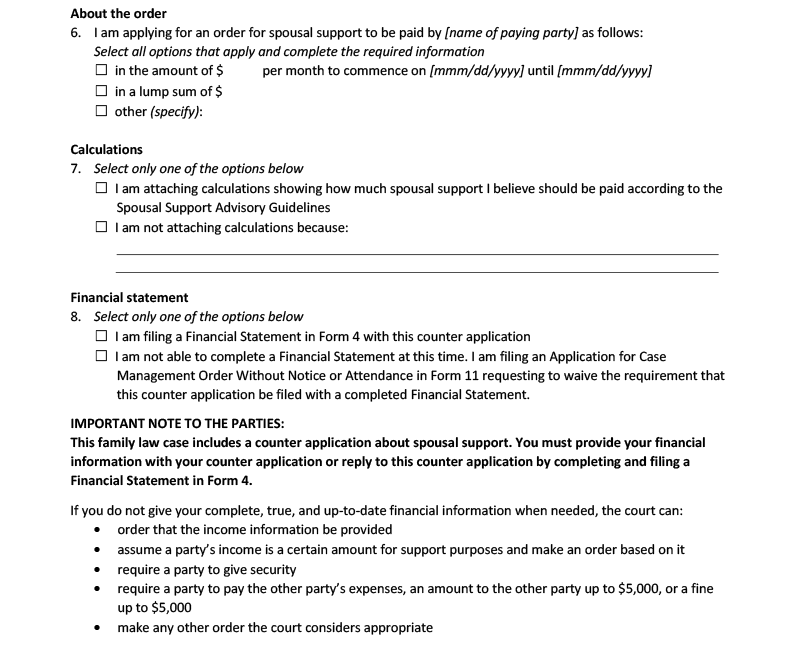 About the order
6. I am applying for an order for spousal support to be paid by [name of paying party] as follows:
Select all options that apply and complete the required information
☐ in the amount of $ per month to commence on [mmm/dd/yyyy] until [mmm/dd/yyyy]
☐ in a lump sum of $
☐ other (specify):
Calculations
7. Select only one of the options below
☐ I am attaching calculations showing how much spousal support I believe should be paid according to the
Spousal Support Advisory Guidelines
☐ I am not attaching calculations because:
Financial statement
8. Select only one of the options below
☐ I am filing a Financial Statement in Form 4 with this counter application
☐ I am not able to complete a Financial Statement at this time. I am filing an Application for Case
Management Order Without Notice or Attendance in Form 11 requesting to waive the requirement that
this counter application be filed with a completed Financial Statement.
IMPORTANT NOTE TO THE PARTIES:
This family law case includes a counter application about spousal support. You must provide your financial
information with your counter application or reply to this counter application by completing and filing a
Financial Statement in Form 4.
If you do not give your complete, true, and up-to-date financial information when needed, the court can:
• order that the income information be provided
• assume a party's income is a certain amount for support purposes and make an order based on it
• require a party to give security
• require a party to pay the other party's expenses, an amount to the other party up to $5,000, or a fine
up to $5,000
• make any other order the court considers appropriate